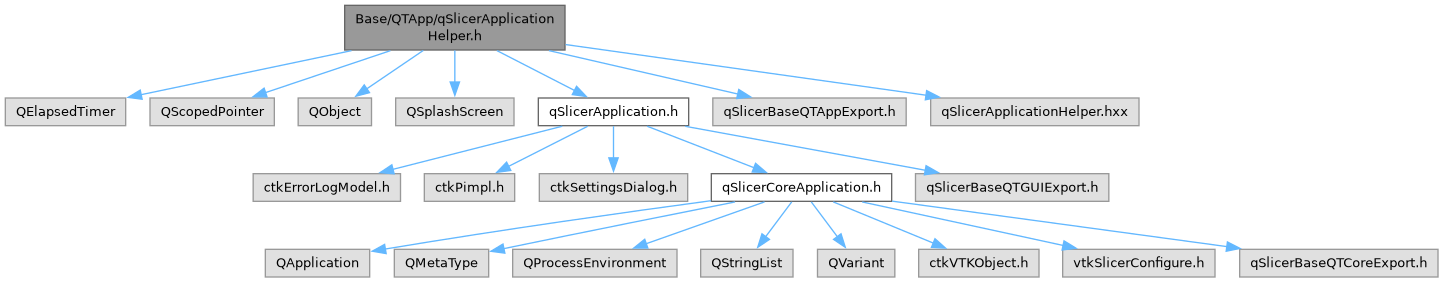 Base/QTApp/qSlicerApplication
Helper.h
QElapsedTimer
QScopedPointer
QObject
QSplashScreen
qSlicerApplication.h
qSlicerBaseQTAppExport.h
qSlicerApplicationHelper.hxx
ctkErrorLogModel.h
ctkPimpl.h
ctkSettingsDialog.h
qSlicerCoreApplication.h
qSlicerBaseQTGUIExport.h
QApplication
QMetaType
QProcessEnvironment
QStringList
QVariant
ctkVTKObject.h
vtkSlicerConfigure.h
qSlicerBaseQTCoreExport.h